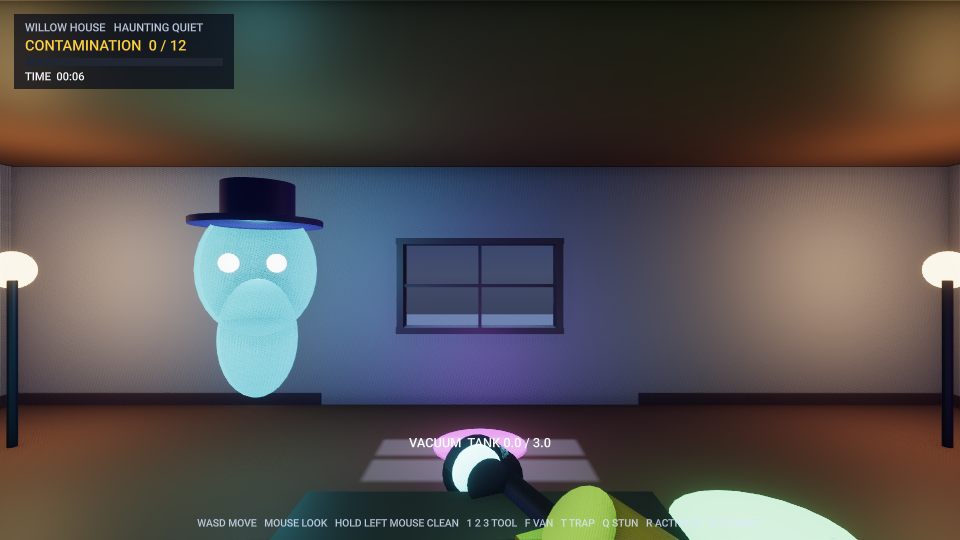 WILLOW HOUSE HAUNTING QUIET
CONTAMINATION 0 / 12
TIME 00:06
VACUUM TANK 0.0 / 3.0
WASD MOVE MOUSE LOOK HOLD LEFT MOUSE CLEAN 1 2 3 TOOL F VAN T TRAP Q STUN R